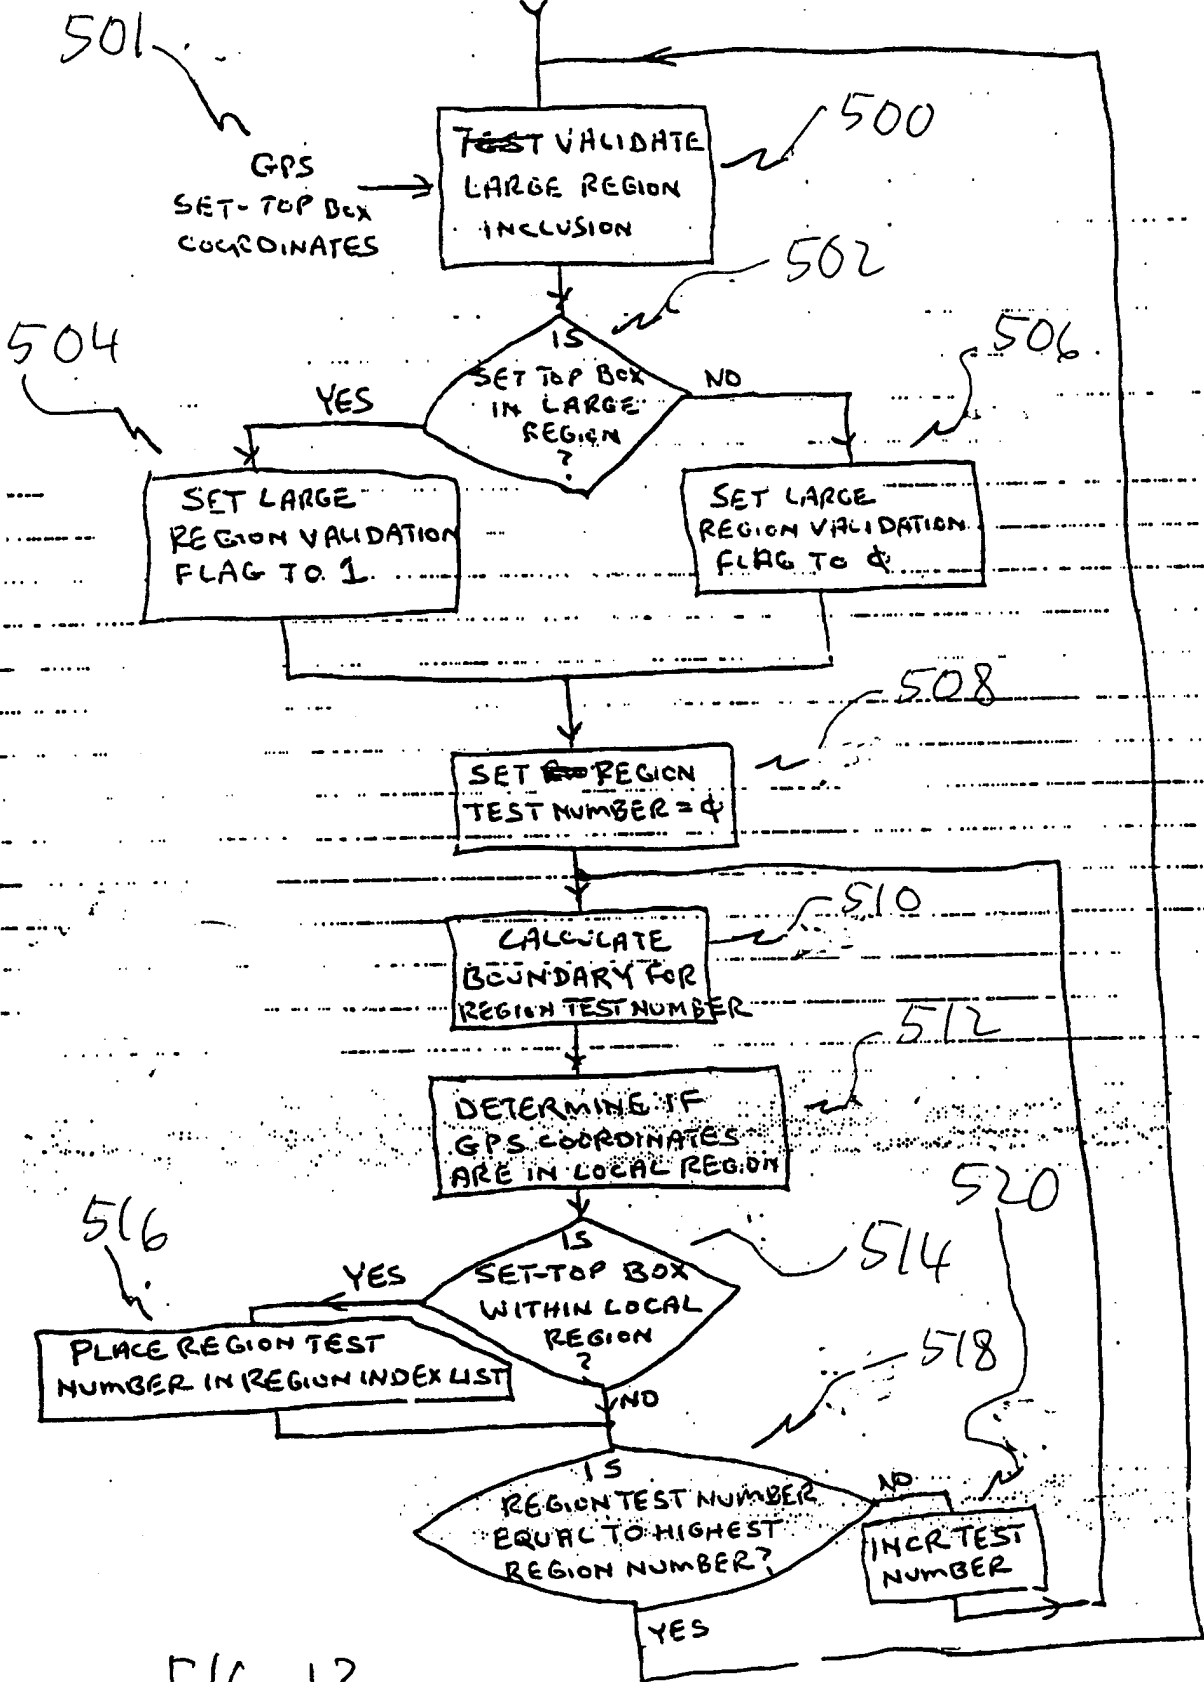 501
500
TEST VALIDATE
LARGE REGION
INCLUSION
GPS
SET-TOP BOX
COORDINATES
502
504
506
IS
SET TOP BOX
IN LARGE
REGION
?
YES
NO
SET LARGE
REGION VALIDATION
FLAG TO 1
SET LARGE
REGION VALIDATION
FLAG TO 0
508
SET REGION
TEST NUMBER = 0
510
CALCULATE
BOUNDARY FOR
REGION TEST NUMBER
512
DETERMINE IF
GPS COORDINATES
ARE IN LOCAL REGION
520
516
514
IS
SET-TOP BOX
WITHIN LOCAL
REGION
?
YES
PLACE REGION TEST
NUMBER IN REGION INDEX LIST
NO
518
IS
REGION TEST NUMBER
EQUAL TO HIGHEST
REGION NUMBER?
NO
INCR TEST
NUMBER
YES